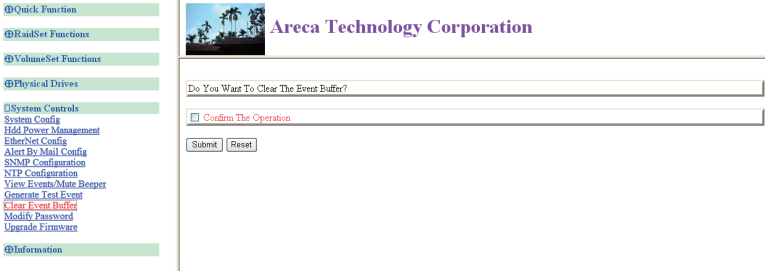 ⊕Quick Function
⊕RaidSet Functions
⊕VolumeSet Functions
⊕Physical Drives
⊟System Controls
System Config
Hdd Power Management
EtherNet Config
Alert By Mail Config
SNMP Configuration
NTP Configuration
View Events/Mute Beeper
Generate Test Event
Clear Event Buffer
Modify Password
Upgrade Firmware
⊕Information
Areca Technology Corporation
Do You Want To Clear The Event Buffer?
Confirm The Operation
Submit Reset